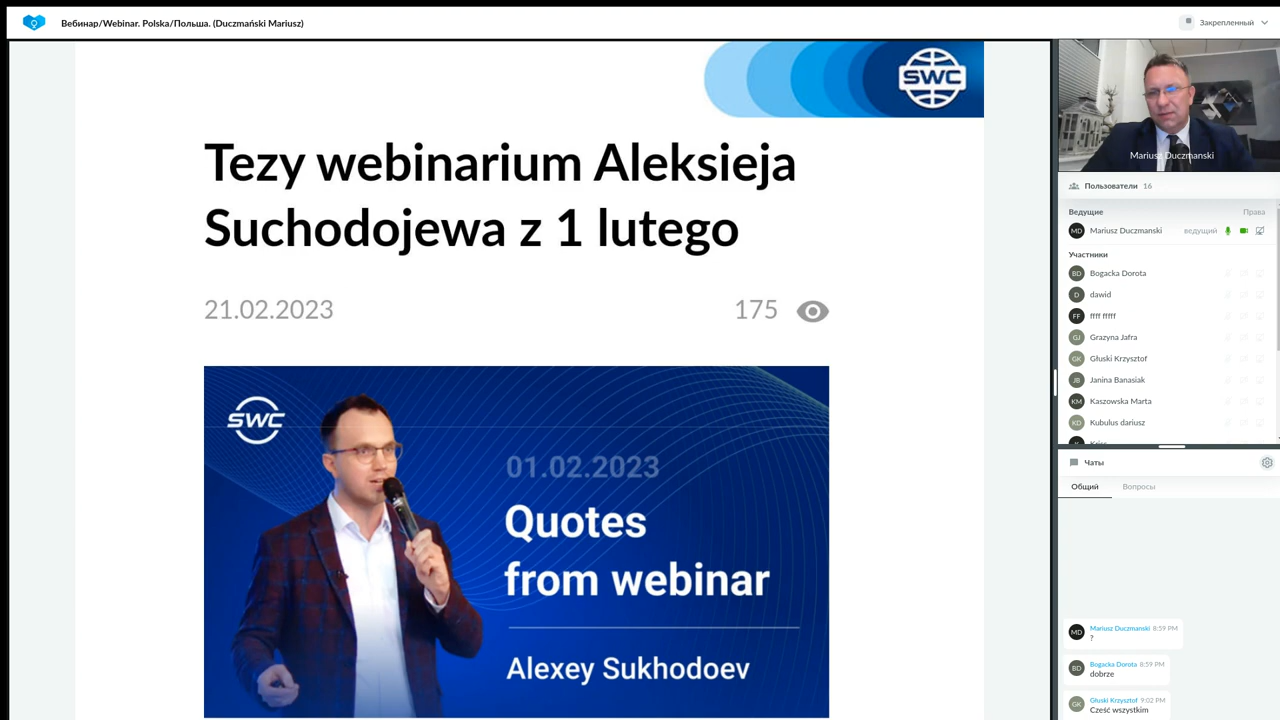 Вебинар/Webinar. Polska/Польша. (Duczmański Mariusz)
Закрепленный
SWC
Tezy webinarium Aleksieja
Suchodojewa z 1 lutego
21.02.2023
175
SWC
01.02.2023
Quotes
from webinar
Alexey Sukhodoev
Mariusz Duczmanski
Пользователи 16
Ведущие Права
MD Mariusz Duczmanski ведущий
Участники
BD Bogacka Dorota
D dawid
FF ffff fffff
GJ Grazyna Jafra
GK Głuski Krzysztof
JB Janina Banasiak
KM Kaszowska Marta
KD Kubulus dariusz
Чаты
Общий Вопросы
MD Mariusz Duczmanski 8:59 PM
?
BD Bogacka Dorota 8:59 PM
dobrze
GK Głuski Krzysztof 9:02 PM
Cześć wszystkim